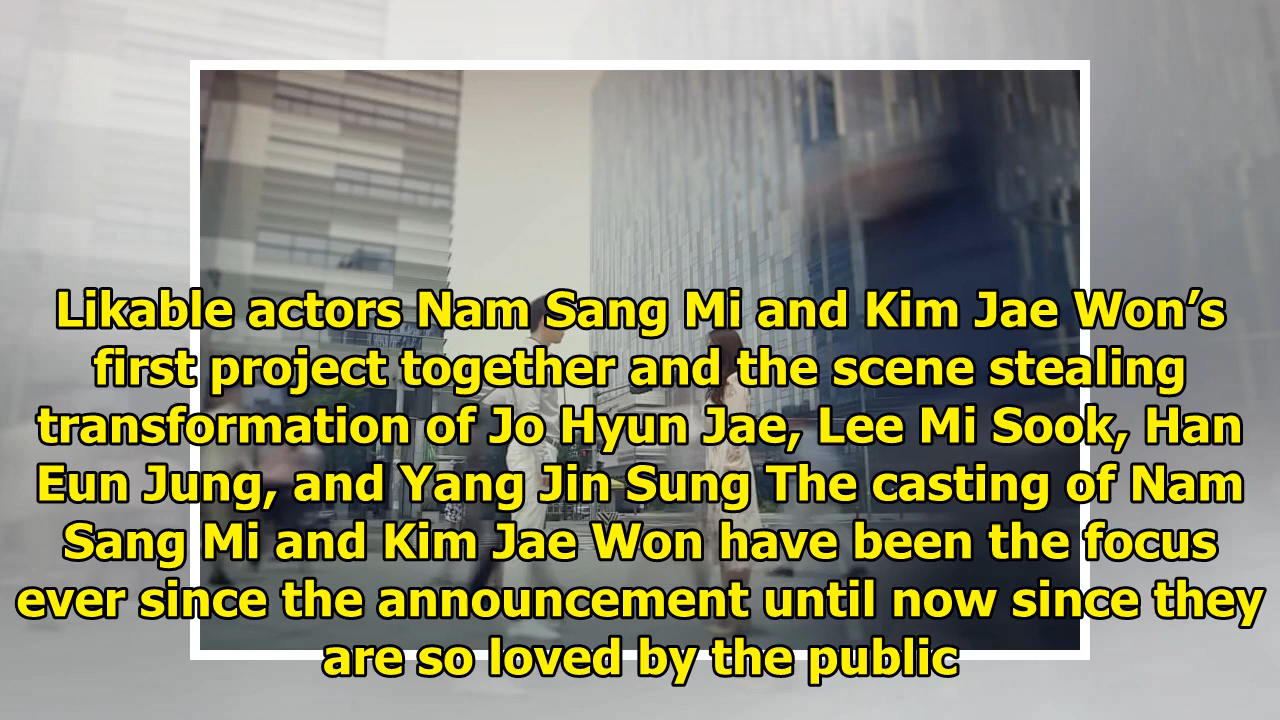 Likable actors Nam Sang Mi and Kim Jae Won’s
first project together and the scene stealing
transformation of Jo Hyun Jae, Lee Mi Sook, Han
Eun Jung, and Yang Jin Sung The casting of Nam
Sang Mi and Kim Jae Won have been the focus
ever since the announcement until now since they
are so loved by the public